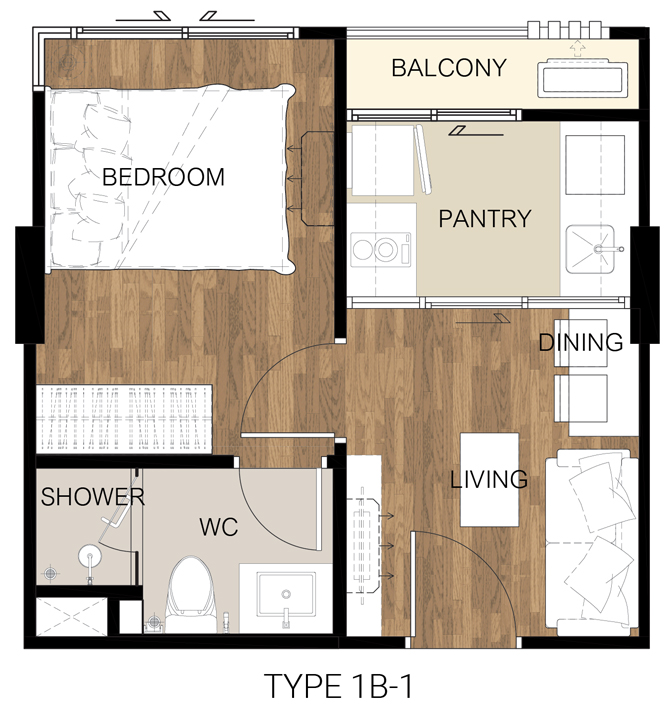 BALCONY
BEDROOM
PANTRY
DINING
LIVING
SHOWER
WC
TYPE 1B-1